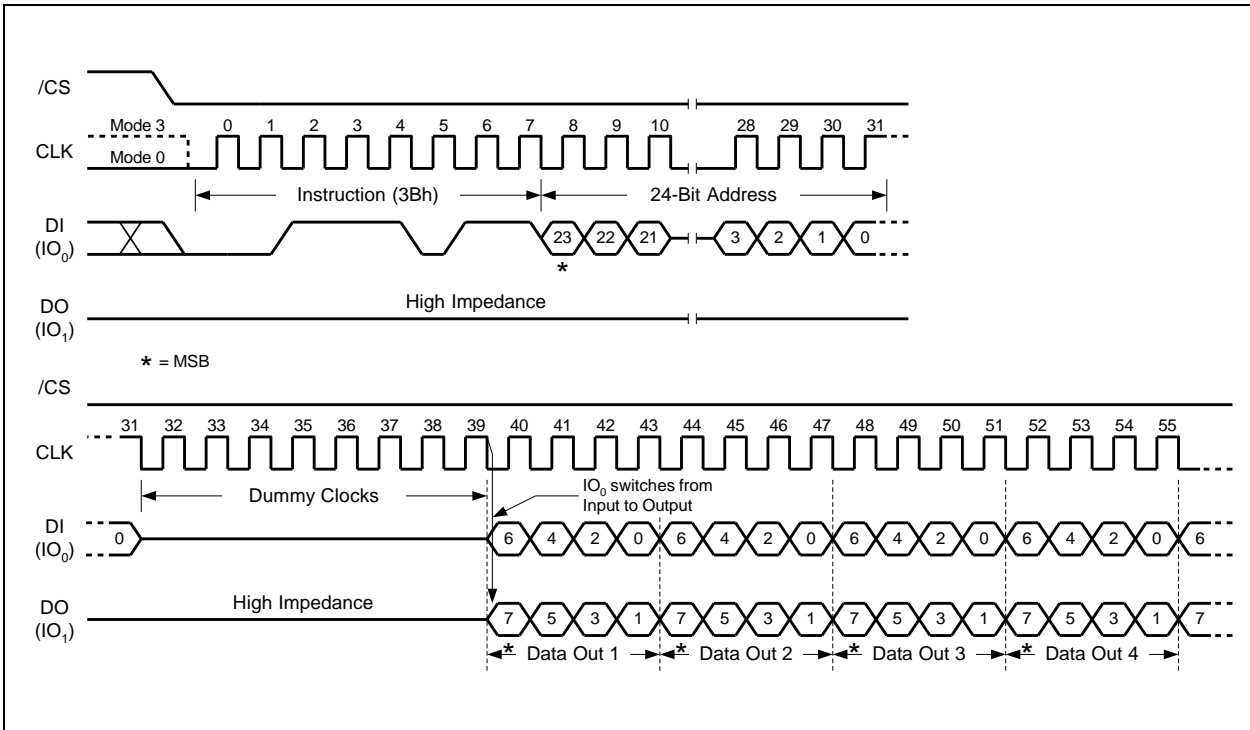 /CS
Mode 3 0 1 2 3 4 5 6 7 8 9 10 28 29 30 31
CLK Mode 0
Instruction (3Bh) 24-Bit Address
DI
(IO0) 23 22 21 3 2 1 0
*
DO High Impedance
(IO1)
* = MSB
/CS
31 32 33 34 35 36 37 38 39 40 41 42 43 44 45 46 47 48 49 50 51 52 53 54 55
CLK
Dummy Clocks IO0 switches from
Input to Output
DI
(IO0) 0 6 4 2 0 6 4 2 0 6 4 2 0 6 4 2 0 6
DO High Impedance
(IO1) 7 5 3 1 7 5 3 1 7 5 3 1 7 5 3 1 7
* Data Out 1 * Data Out 2 * Data Out 3 * Data Out 4